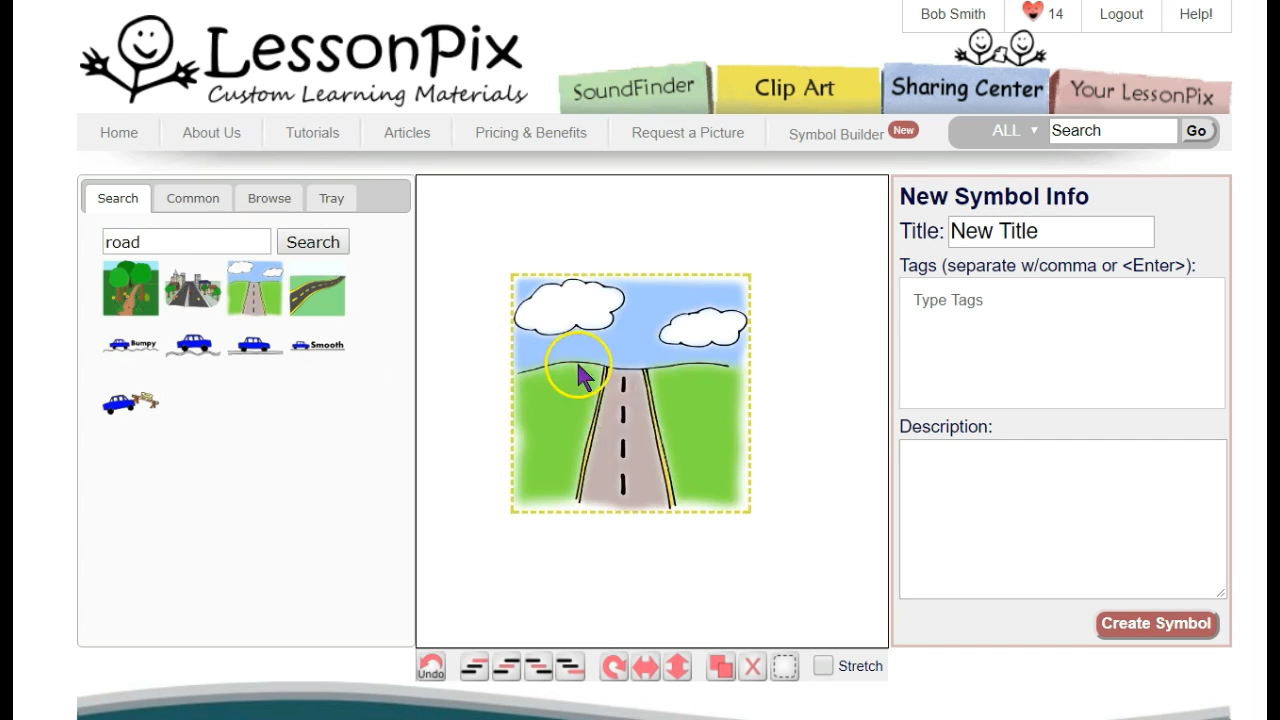 Bob Smith 14 Logout Help!
LessonPix
Custom Learning Materials
SoundFinder Clip Art Sharing Center Your LessonPix
Home About Us Tutorials Articles Pricing & Benefits Request a Picture Symbol Builder New ALL ▼ Search Go
Search Common Browse Tray
road Search
Bumpy Smooth
New Symbol Info
Title: New Title
Tags (separate w/comma or <Enter>):
Type Tags
Description:
Create Symbol
Undo Stretch